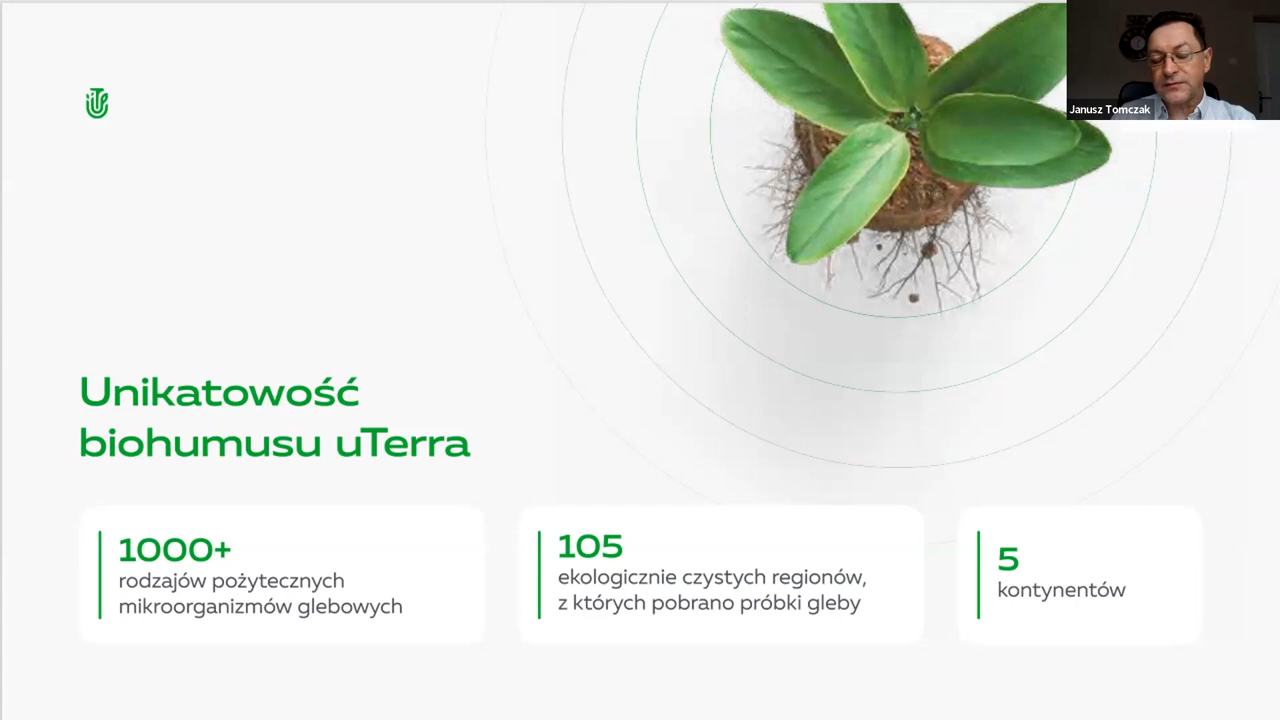 Janusz Tomczak
Unikatowość
biohumusu uTerra
1000+
rodzajów pożytecznych
mikroorganizmów glebowych
105
ekologicznie czystych regionów,
z których pobrano próbki gleby
5
kontynentów